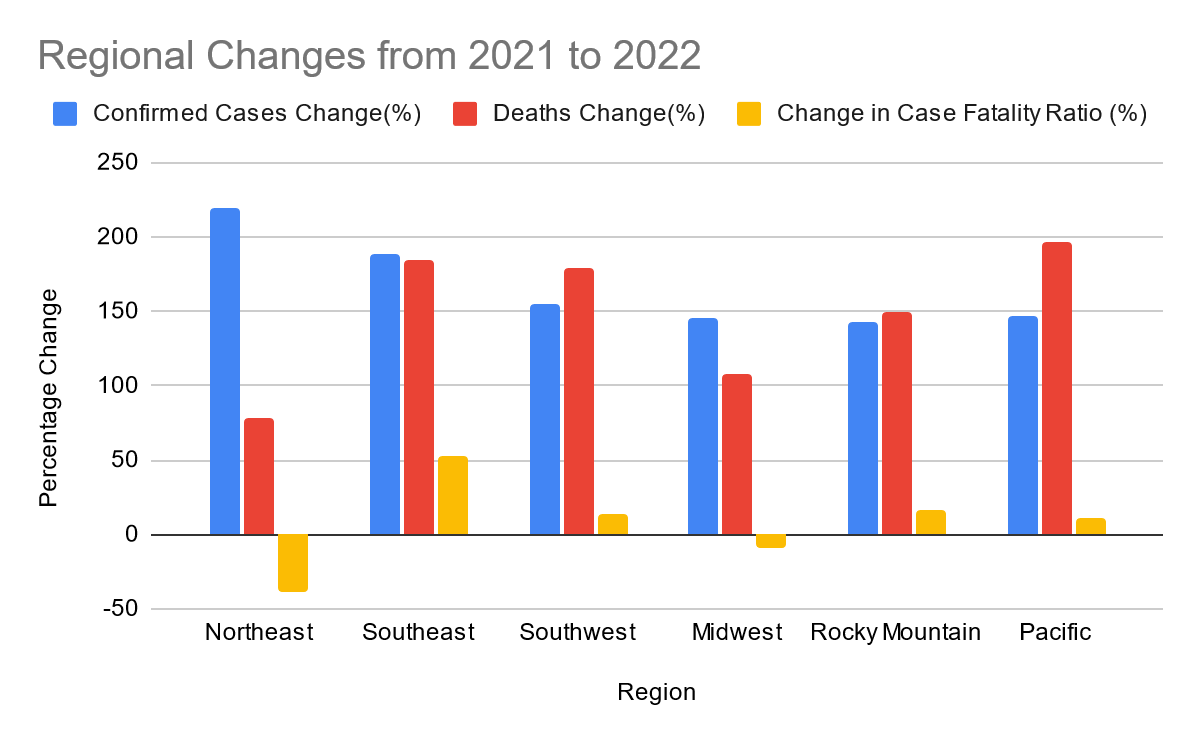 Regional Changes from 2021 to 2022
Confirmed Cases Change(%) Deaths Change(%) Change in Case Fatality Ratio (%)
250
200
150
100
50
0
-50
Percentage Change
Northeast Southeast Southwest Midwest Rocky Mountain Pacific
Region